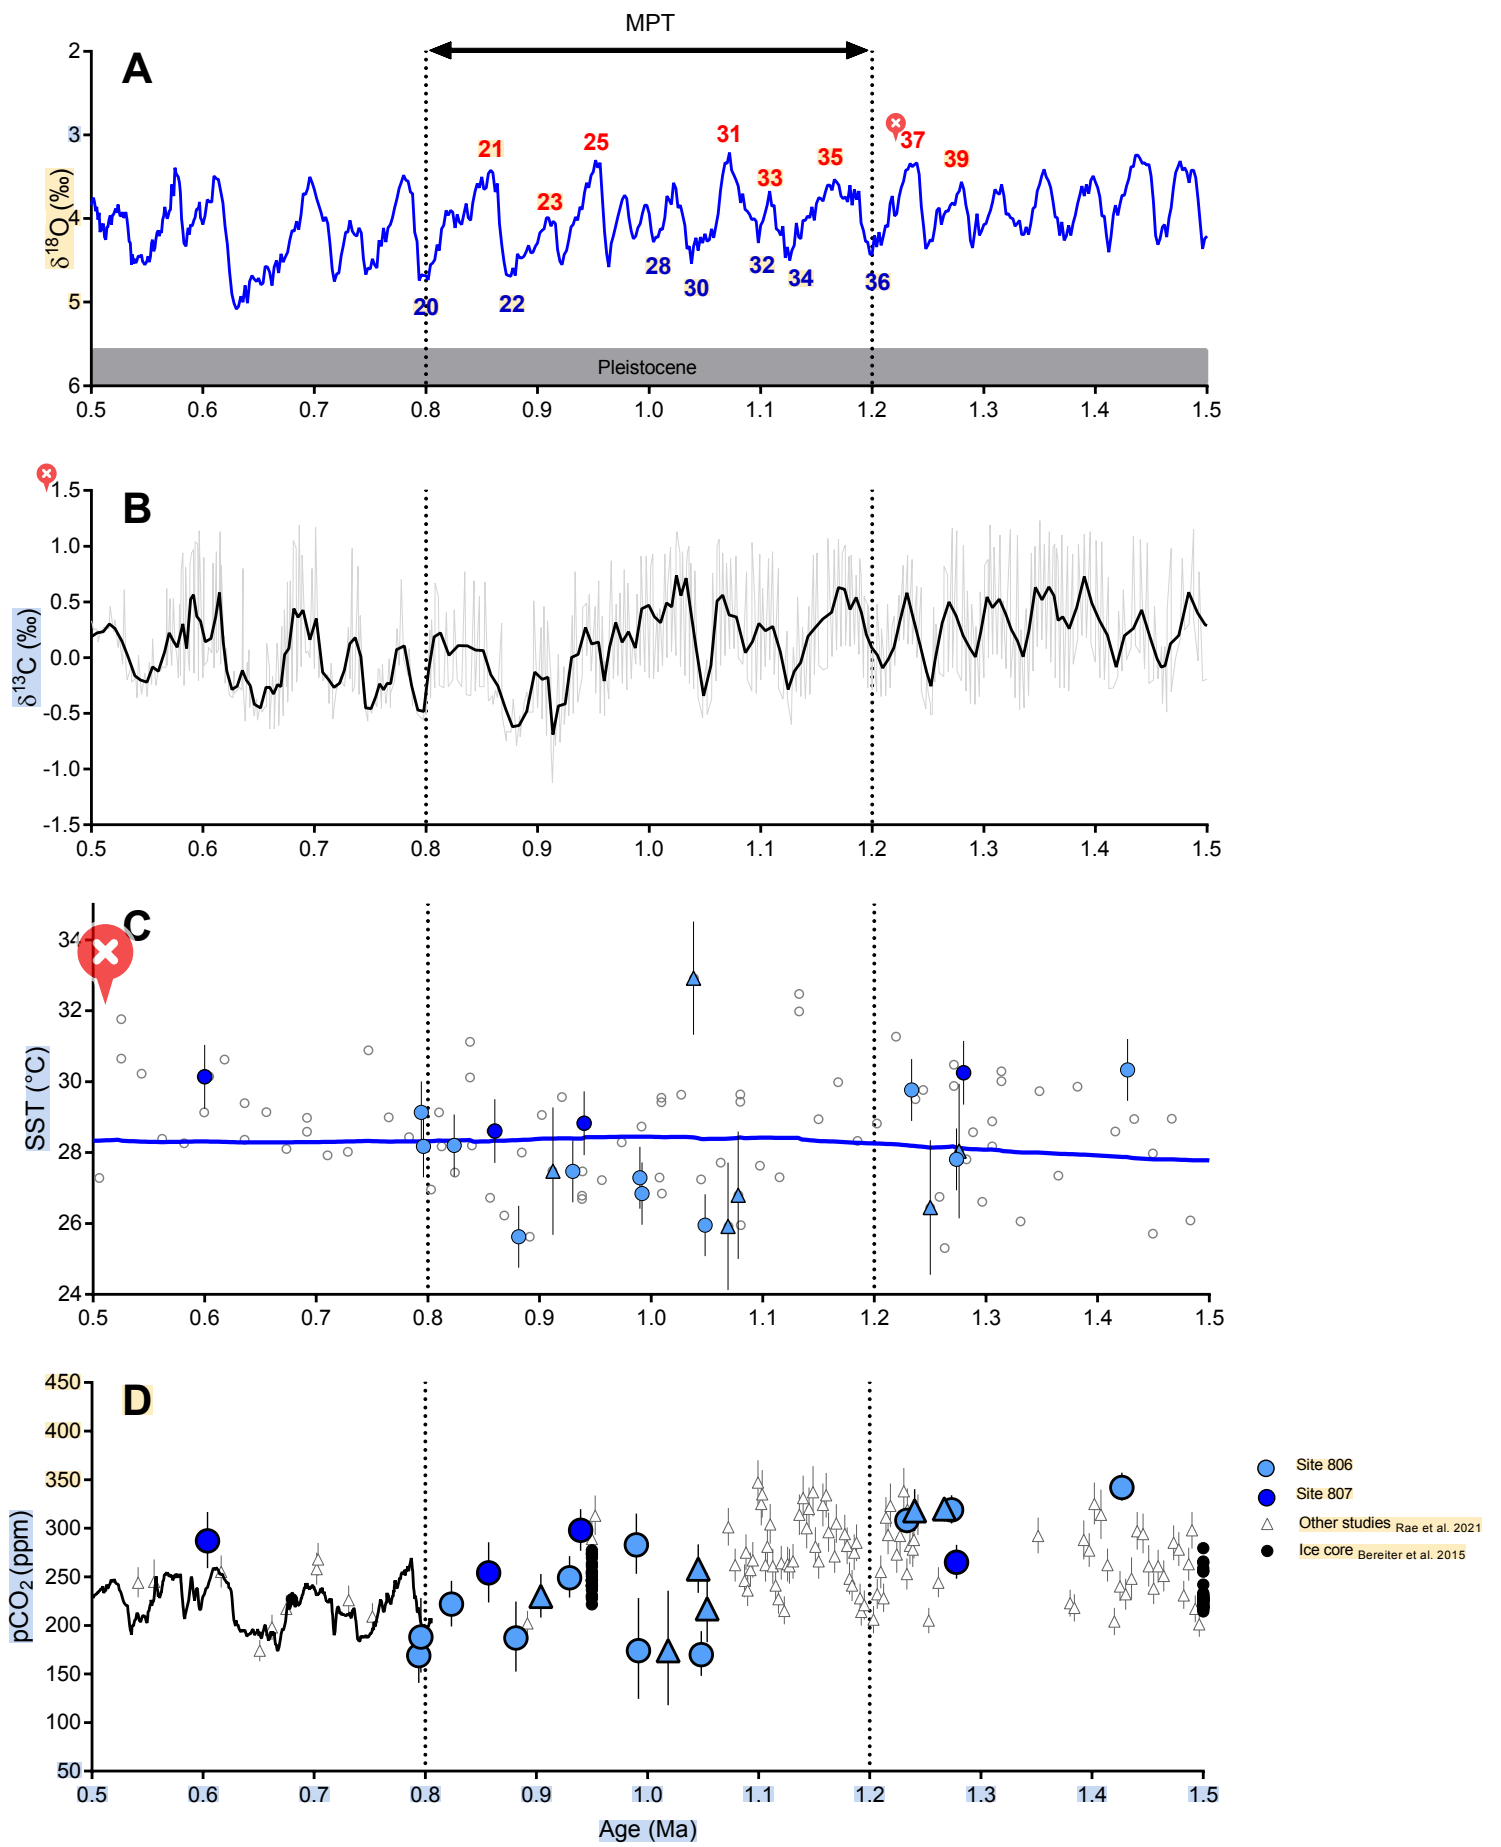 MPT
A
2
3
4
5
6
δ18O (‰)
21
23
25
31
33
35
37
39
20
22
28
30
32
34
36
Pleistocene
0.5 0.6 0.7 0.8 0.9 1.0 1.1 1.2 1.3 1.4 1.5
B
1.5
1.0
0.5
0.0
-0.5
-1.0
-1.5
δ13C (‰)
0.5 0.6 0.7 0.8 0.9 1.0 1.1 1.2 1.3 1.4 1.5
C
34
32
30
28
26
24
SST (°C)
0.5 0.6 0.7 0.8 0.9 1.0 1.1 1.2 1.3 1.4 1.5
D
450
400
350
300
250
200
150
100
50
pCO2 (ppm)
0.5 0.6 0.7 0.8 0.9 1.0 1.1 1.2 1.3 1.4 1.5
Age (Ma)
Site 806
Site 807
Other studies Rae et al. 2021
Ice core Bereiter et al. 2015